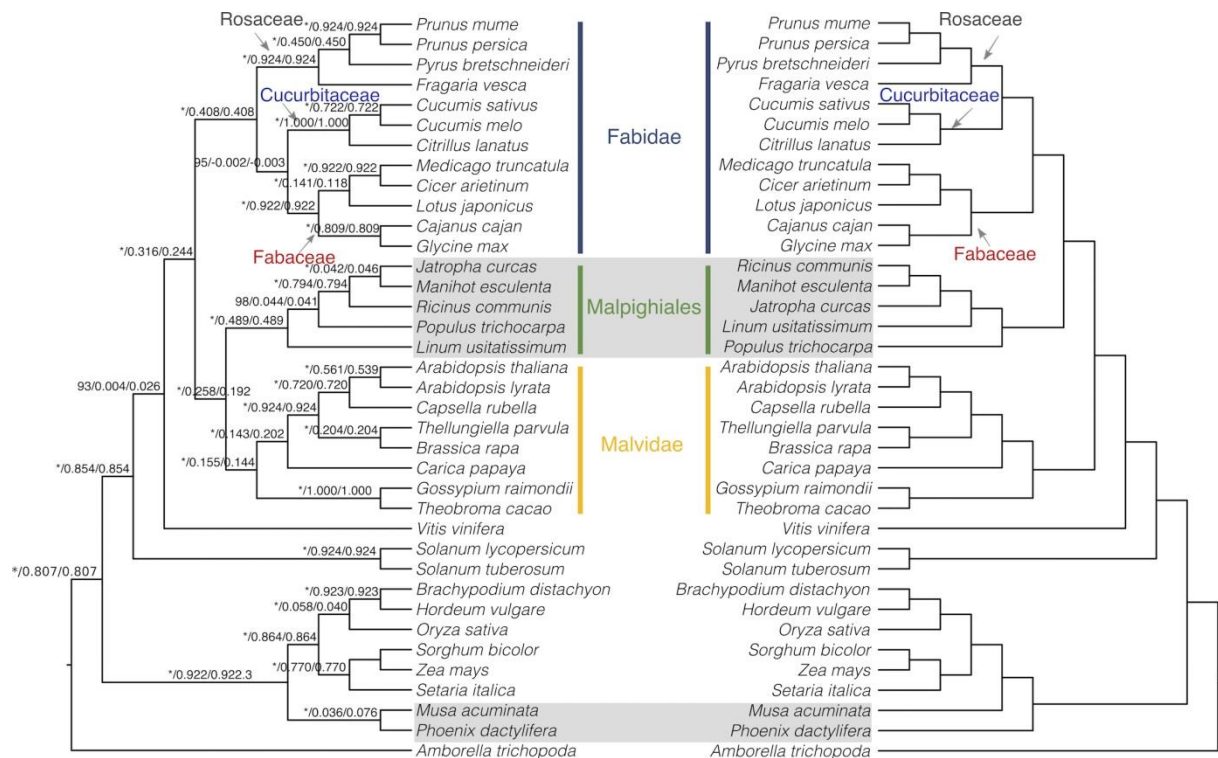 Rosaceae
*/0.924/0.924
Prunus mume
Prunus mume
Rosaceae
*/0.450/0.450
Prunus persica
Prunus persica
*/0.924/0.924
Pyrus bretschneideri
Pyrus bretschneideri
Fragaria vesca
Fragaria vesca
Cucurbitaceae
*/0.722/0.722
Cucumis sativus
Cucumis sativus
Cucurbitaceae
*/0.408/0.408
*/1.000/1.000
Cucumis melo
Cucumis melo
Citrillus lanatus
Fabidae
Citrillus lanatus
95/-0.002/-0.003
*/0.922/0.922
Medicago truncatula
Medicago truncatula
*/0.141/0.118
Cicer arietinum
Cicer arietinum
*/0.922/0.922
Lotus japonicus
Lotus japonicus
*/0.809/0.809
Cajanus cajan
Cajanus cajan
*/0.316/0.244
Fabaceae
Glycine max
Glycine max
Fabaceae
*/0.042/0.046
Jatropha curcas
Ricinus communis
*/0.794/0.794
Manihot esculenta
Manihot esculenta
98/0.044/0.041
Ricinus communis
Malpighiales
Jatropha curcas
*/0.489/0.489
Populus trichocarpa
Linum usitatissimum
Linum usitatissimum
Populus trichocarpa
*/0.561/0.539
Arabidopsis thaliana
Arabidopsis thaliana
93/0.004/0.026
*/0.258/0.192
*/0.720/0.720
Arabidopsis lyrata
Arabidopsis lyrata
*/0.924/0.924
Capsella rubella
Capsella rubella
*/0.143/0.202
*/0.204/0.204
Thellungiella parvula
Thellungiella parvula
Brassica rapa
Malvidae
Brassica rapa
*/0.854/0.854
*/0.155/0.144
Carica papaya
Carica papaya
*/1.000/1.000
Gossypium raimondii
Gossypium raimondii
Theobroma cacao
Theobroma cacao
Vitis vinifera
Vitis vinifera
*/0.924/0.924
Solanum lycopersicum
Solanum lycopersicum
*/0.807/0.807
Solanum tuberosum
Solanum tuberosum
*/0.923/0.923
Brachypodium distachyon
Brachypodium distachyon
*/0.058/0.040
Hordeum vulgare
Hordeum vulgare
*/0.864/0.864
Oryza sativa
Oryza sativa
Sorghum bicolor
Sorghum bicolor
*/0.922/0.922.3
*/0.770/0.770
Zea mays
Zea mays
Setaria italica
Setaria italica
*/0.036/0.076
Musa acuminata
Musa acuminata
Phoenix dactylifera
Phoenix dactylifera
Amborella trichopoda
Amborella trichopoda